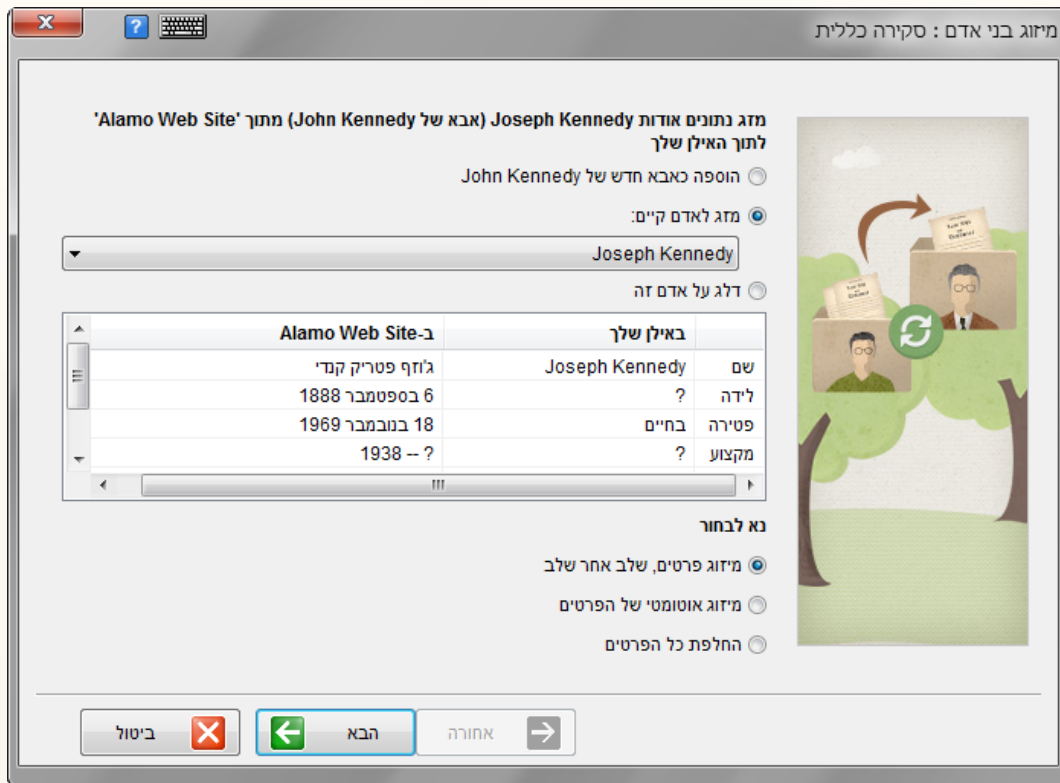 מיזוג בני אדם : סקירה כללית
מזג נתונים אודות Joseph Kennedy (אבא של John Kennedy) מתוך 'Alamo Web Site'
לתוך האילן שלך
הוספה כאבא חדש של John Kennedy
מזג לאדם קיים:
Joseph Kennedy
דלג על אדם זה
באילן שלך ב-Alamo Web Site
שם Joseph Kennedy ג'וזף פטריק קנדי
לידה ? 6 בספטמבר 1888
פטירה בחיים 18 בנובמבר 1969
מקצוע ? ? -- 1938
נא לבחור
מיזוג פרטים, שלב אחר שלב
מיזוג אוטומטי של הפרטים
החלפת כל הפרטים
אחורה הבא ביטול